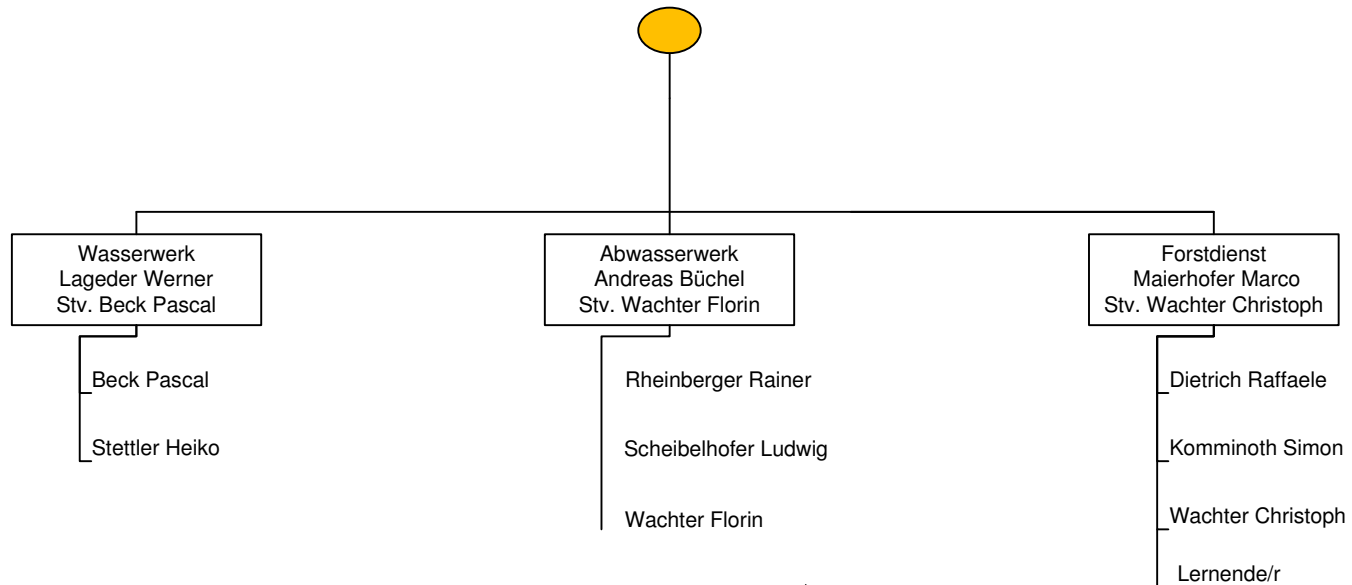 Wasserwerk
Lageder Werner
Stv. Beck Pascal
Beck Pascal
Stettler Heiko
Abwasserwerk
Andreas Büchel
Stv. Wachter Florin
Rheinberger Rainer
Scheibelhofer Ludwig
Wachter Florin
Forstdienst
Maierhofer Marco
Stv. Wachter Christoph
Dietrich Raffaele
Komminoth Simon
Wachter Christoph
Lernende/r